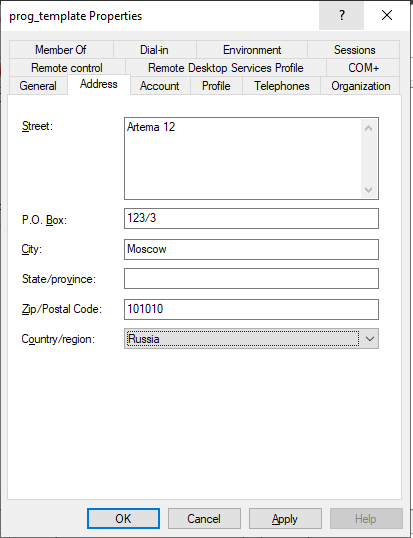 prog_template Properties
?
Member Of Dial-in Environment Sessions
Remote control Remote Desktop Services Profile COM+
General Address Account Profile Telephones Organization
Street: Artema 12
P.O. Box: 123/3
City: Moscow
State/province:
Zip/Postal Code: 101010
Country/region: Russia
OK Cancel Apply Help